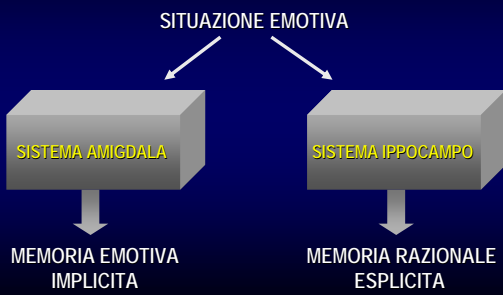 SITUAZIONE EMOTIVA
SISTEMA AMIGDALA
SISTEMA IPPOCAMPO
MEMORIA EMOTIVA
IMPLICITA
MEMORIA RAZIONALE
ESPLICITA